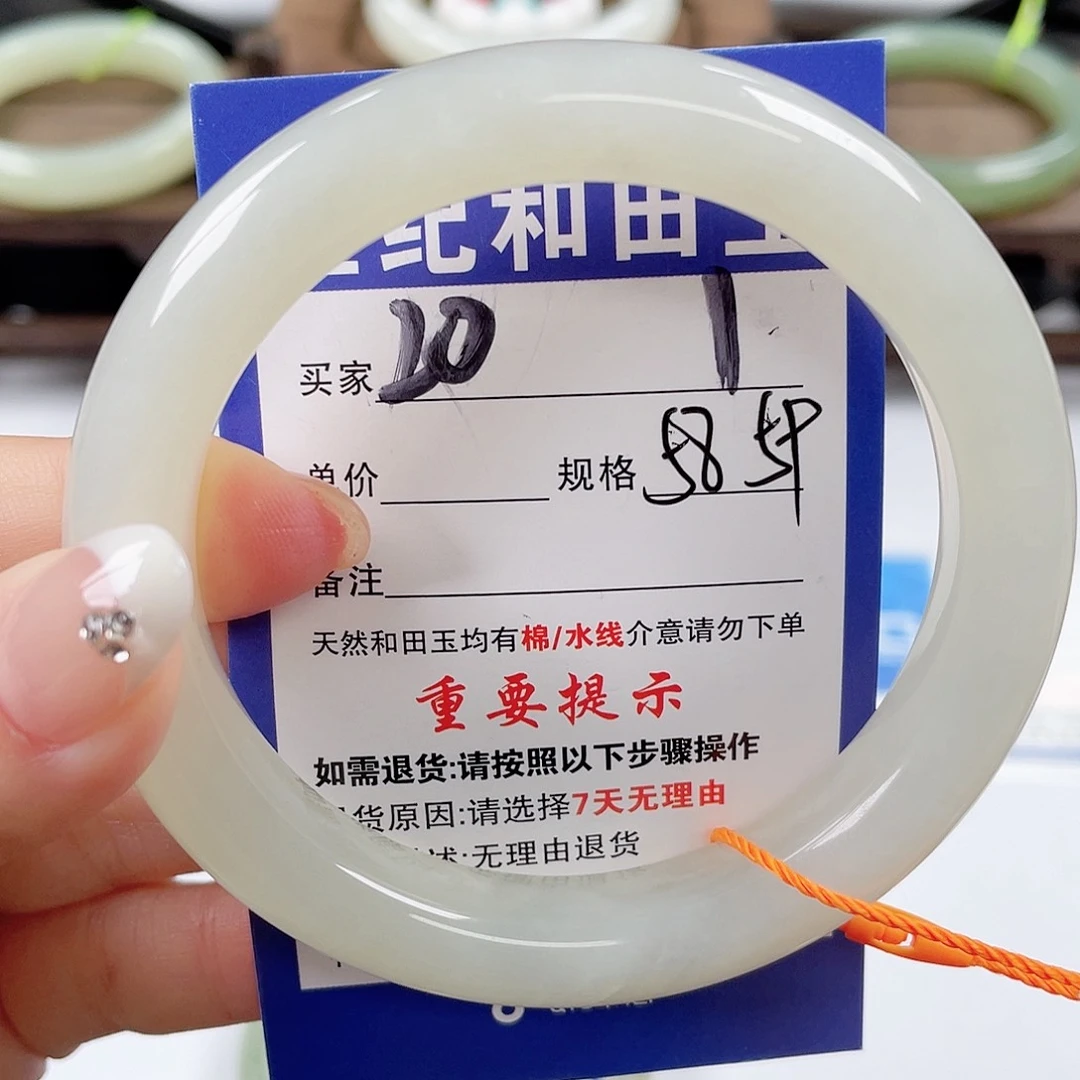 纪和田玉
买家 20 1
单价 规格 58
备注
天然和田玉均有棉/水线介意请勿下单
重要提示
如需退货:请按照以下步骤操作
货原因:请选择7天无理由
述:无理由退货